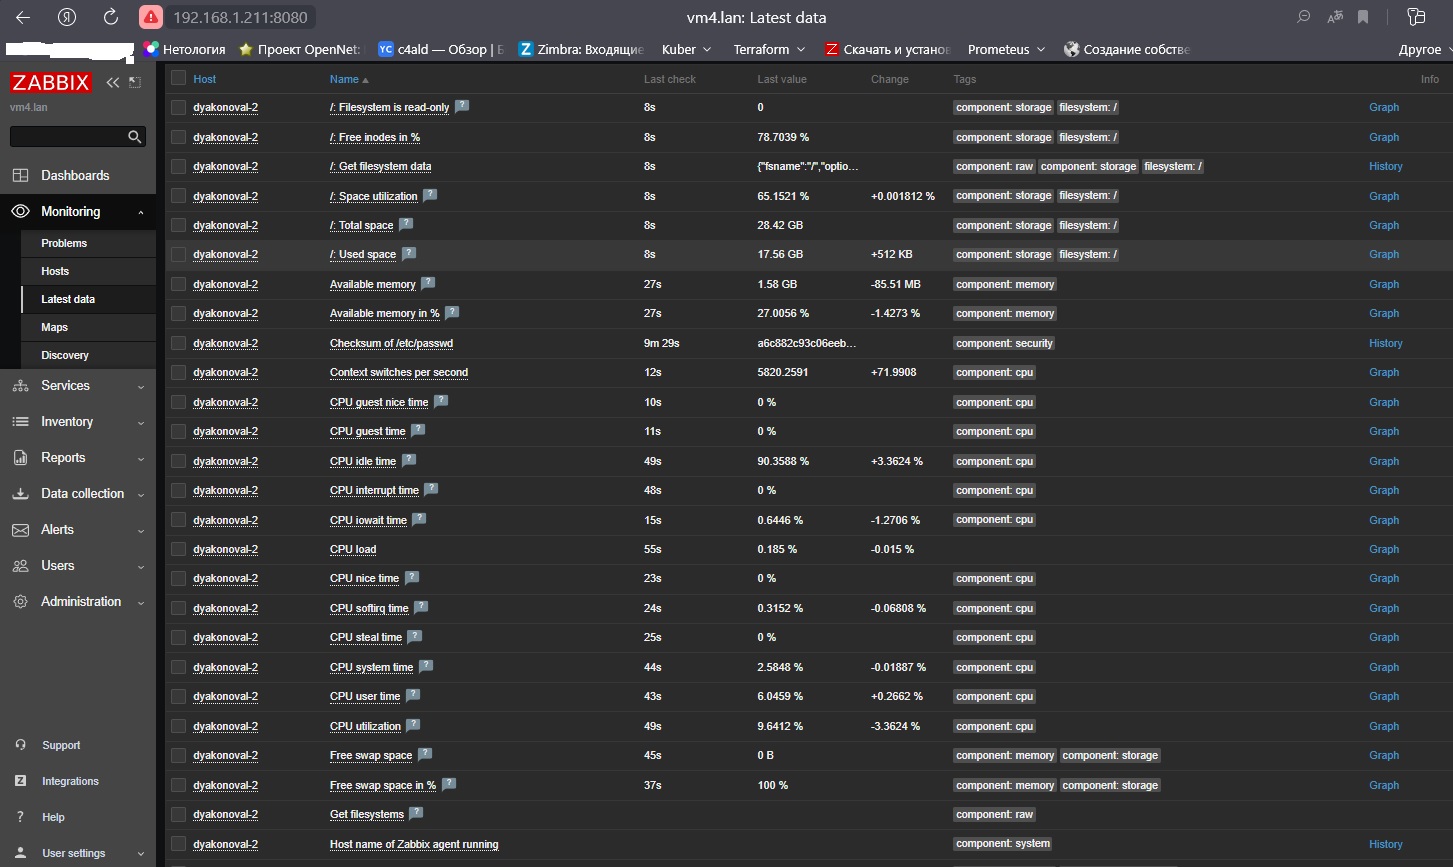 192.168.1.211:8080 vm4.lan: Latest data
Нетология Проект OpenNet: YC c4ald — Обзор | Б Z Zimbra: Входящие Kuber Terraform Z Скачать и установ Prometeus Создание собстве Другое
ZABBIX
vm4.lan
Dashboards
Monitoring
Problems
Hosts
Latest data
Maps
Discovery
Services
Inventory
Reports
Data collection
Alerts
Users
Administration
Support
Z Integrations
? Help
User settings
Host Name Last check Last value Change Tags Info
dyakonoval-2 /: Filesystem is read-only ? 8s 0 component: storage filesystem: / Graph
dyakonoval-2 /: Free inodes in % 8s 78.7039 % component: storage filesystem: / Graph
dyakonoval-2 /: Get filesystem data 8s {"fsname":"/","optio... component: raw component: storage filesystem: / History
dyakonoval-2 /: Space utilization ? 8s 65.1521 % +0.001812 % component: storage filesystem: / Graph
dyakonoval-2 /: Total space ? 8s 28.42 GB component: storage filesystem: / Graph
dyakonoval-2 /: Used space ? 8s 17.56 GB +512 KB component: storage filesystem: / Graph
dyakonoval-2 Available memory ? 27s 1.58 GB -85.51 MB component: memory Graph
dyakonoval-2 Available memory in % ? 27s 27.0056 % -1.4273 % component: memory Graph
dyakonoval-2 Checksum of /etc/passwd 9m 29s a6c882c93c06eeb... component: security History
dyakonoval-2 Context switches per second 12s 5820.2591 +71.9908 component: cpu Graph
dyakonoval-2 CPU guest nice time ? 10s 0 % component: cpu Graph
dyakonoval-2 CPU guest time ? 11s 0 % component: cpu Graph
dyakonoval-2 CPU idle time ? 49s 90.3588 % +3.3624 % component: cpu Graph
dyakonoval-2 CPU interrupt time ? 48s 0 % component: cpu Graph
dyakonoval-2 CPU iowait time ? 15s 0.6446 % -1.2706 % component: cpu Graph
dyakonoval-2 CPU load 55s 0.185 % -0.015 % Graph
dyakonoval-2 CPU nice time ? 23s 0 % component: cpu Graph
dyakonoval-2 CPU softirq time ? 24s 0.3152 % -0.06808 % component: cpu Graph
dyakonoval-2 CPU steal time ? 25s 0 % component: cpu Graph
dyakonoval-2 CPU system time ? 44s 2.5848 % -0.01887 % component: cpu Graph
dyakonoval-2 CPU user time ? 43s 6.0459 % +0.2662 % component: cpu Graph
dyakonoval-2 CPU utilization ? 49s 9.6412 % -3.3624 % component: cpu Graph
dyakonoval-2 Free swap space ? 45s 0 B component: memory component: storage Graph
dyakonoval-2 Free swap space in % ? 37s 100 % component: memory component: storage Graph
dyakonoval-2 Get filesystems ? component: raw
dyakonoval-2 Host name of Zabbix agent running component: system History